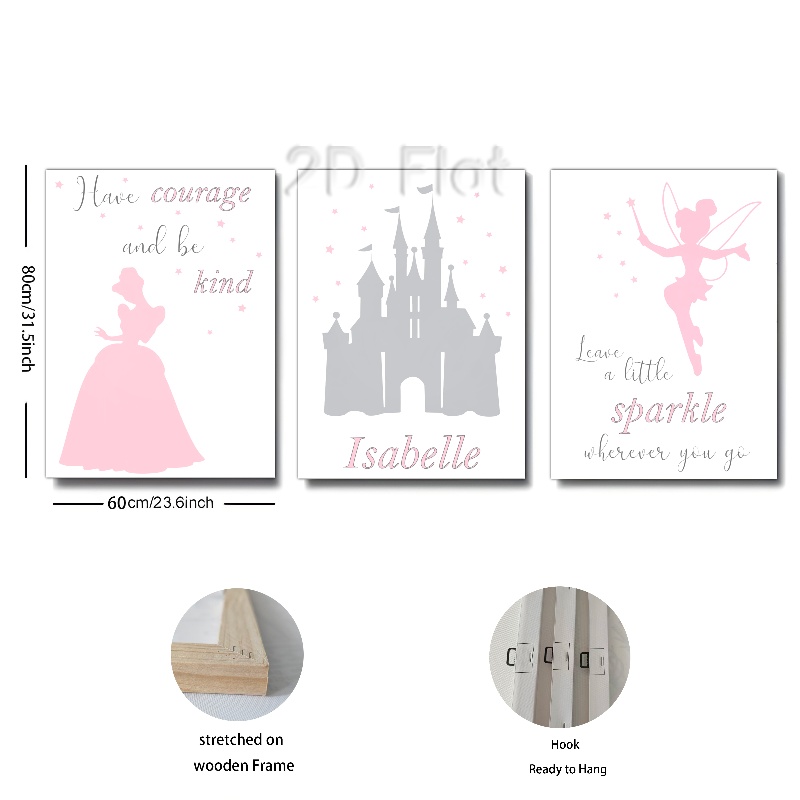 2D Flat
Have courage
and be
kind
80cm/31.5inch
60cm/23.6inch
Isabelle
Leave
a little
sparkle
wherever you go
stretched on
wooden Frame
Hook
Ready to Hang